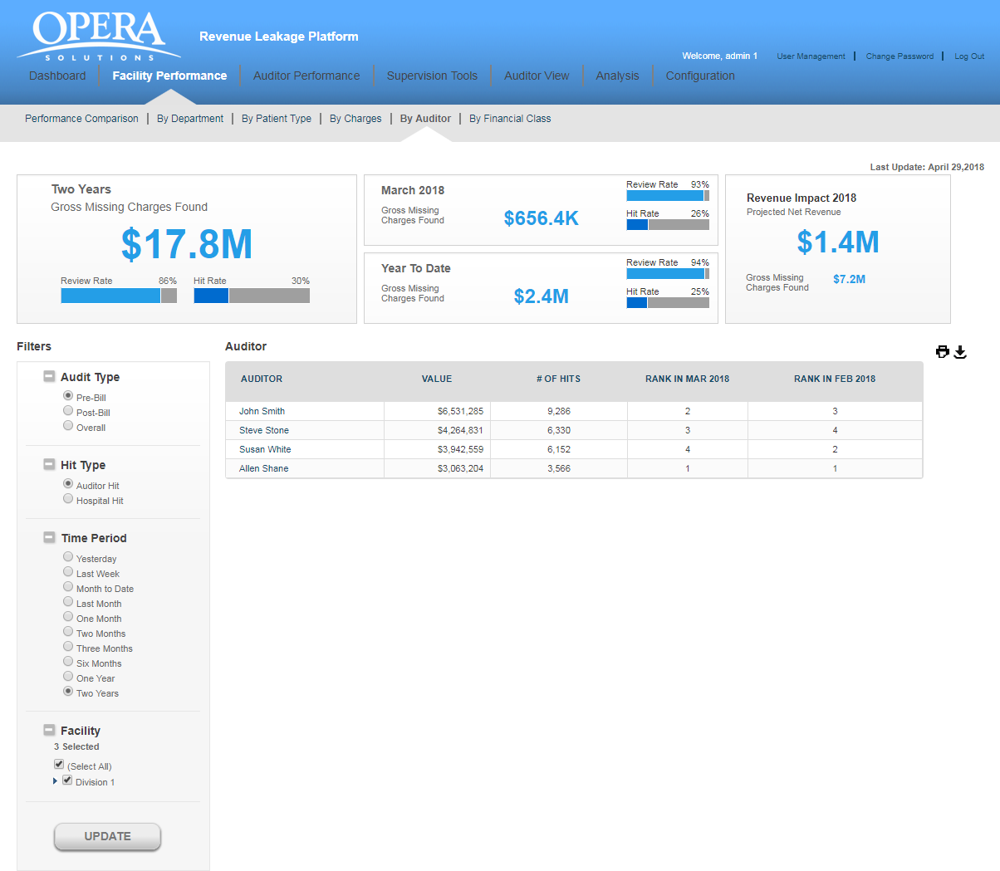 OPERA
SOLUTIONS
Revenue Leakage Platform
Welcome, admin 1
User Management
Change Password
Log Out
Dashboard
Facility Performance
Auditor Performance
Supervision Tools
Auditor View
Analysis
Configuration
Performance Comparison
By Department
By Patient Type
By Charges
By Auditor
By Financial Class
Last Update: April 29,2018
Two Years
Gross Missing Charges Found
$17.8M
Review Rate 86%
Hit Rate 30%
March 2018
Gross Missing
Charges Found
$656.4K
Review Rate 93%
Hit Rate 26%
Year To Date
Gross Missing
Charges Found
$2.4M
Review Rate 94%
Hit Rate 25%
Revenue Impact 2018
Projected Net Revenue
$1.4M
Gross Missing
Charges Found
$7.2M
Filters
Audit Type
Pre-Bill
Post-Bill
Overall
Hit Type
Auditor Hit
Hospital Hit
Time Period
Yesterday
Last Week
Month to Date
Last Month
One Month
Two Months
Three Months
Six Months
One Year
Two Years
Facility
3 Selected
(Select All)
Division 1
UPDATE
Auditor
AUDITOR VALUE # OF HITS RANK IN MAR 2018 RANK IN FEB 2018
John Smith $6,531,285 9,286 2 3
Steve Stone $4,264,831 6,330 3 4
Susan White $3,942,559 6,152 4 2
Allen Shane $3,063,204 3,566 1 1